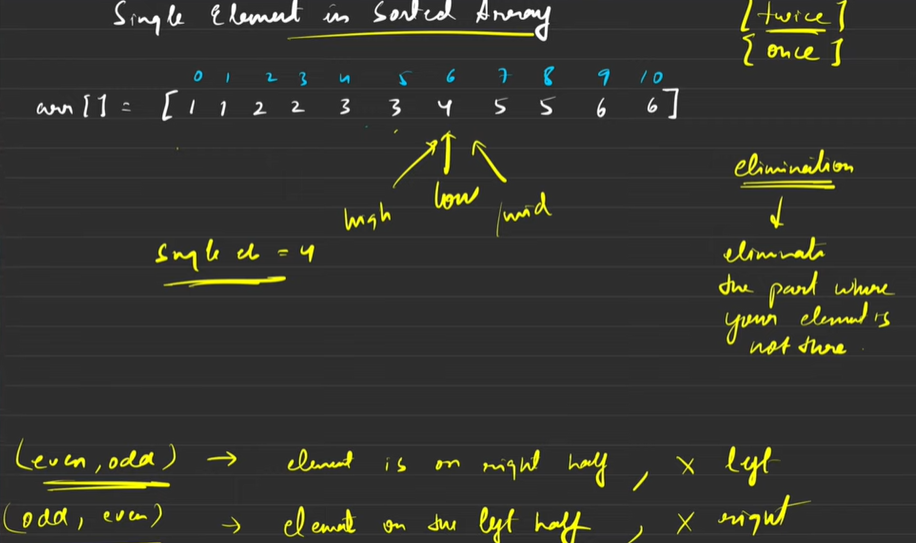 Single Element in Sorted Array
[twice]
[once]
0 1 2 3 4 5 6 7 8 9 10
arr[] = [1 1 2 2 3 3 4 5 5 6 6]
high low mid
single el = 4
elimination
eliminate
the part where
your element is
not there
(even, odd) → element is on right half, x left
(odd, even) → element on the left half, x right